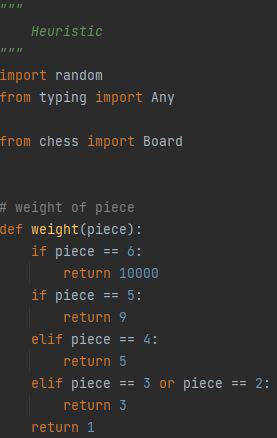 """
    Heuristic
"""
import random
from typing import Any

from chess import Board


# weight of piece
def weight(piece):
    if piece == 6:
        return 10000
    if piece == 5:
        return 9
    elif piece == 4:
        return 5
    elif piece == 3 or piece == 2:
        return 3
    return 1